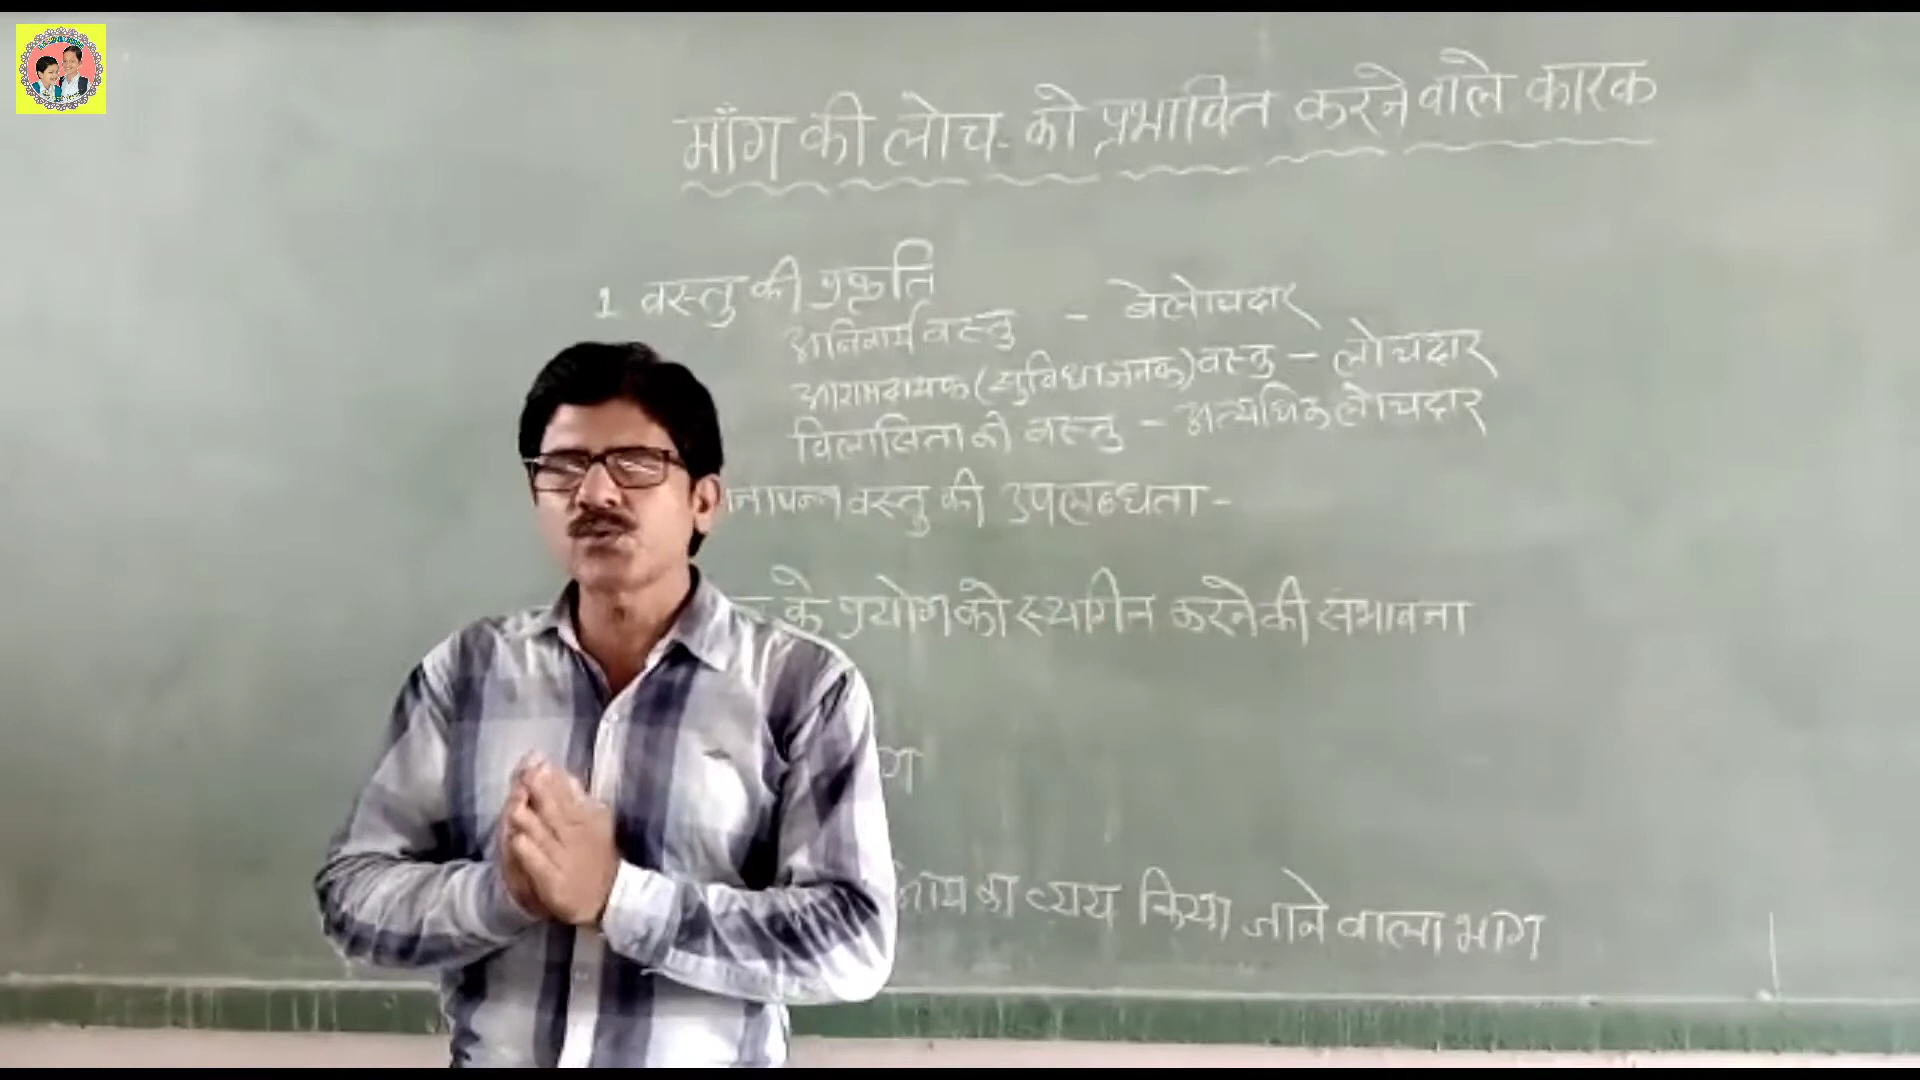 माँग की लोच को प्रभावित करने वाले कारक
1 वस्तु की प्रकृति
अनिवार्य वस्तु - बेलोचदार
आरामदायक (सुविधाजनक) वस्तु - लोचदार
विलासिता की वस्तु - अत्यधिक लोचदार
नापन्न वस्तु की उपलब्धता -
के प्रयोग को स्थगित करने की संभावना
आय का व्यय किया जाने वाला भाग